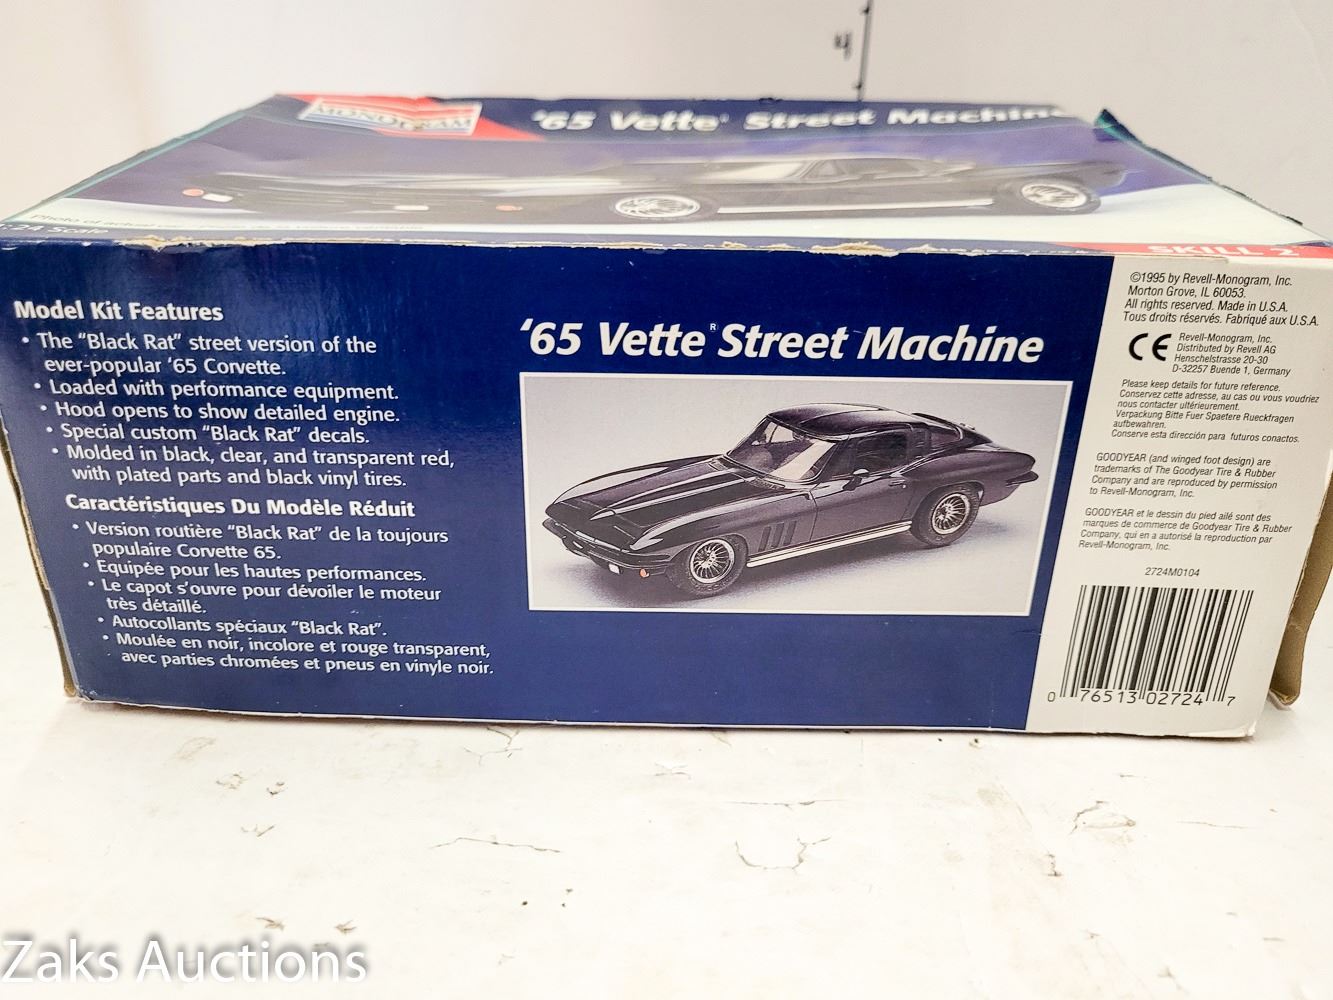 4
MONOGRAM
'65 Vette® Street Machine
Photo of actual
1:24 Scale
SKILL 2
Model Kit Features
• The "Black Rat" street version of the
ever-popular '65 Corvette.
• Loaded with performance equipment.
• Hood opens to show detailed engine.
• Special custom "Black Rat" decals.
• Molded in black, clear, and transparent red,
with plated parts and black vinyl tires.
Caractéristiques Du Modèle Réduit
• Version routière "Black Rat" de la toujours
populaire Corvette 65.
• Equipée pour les hautes performances.
• Le capot s'ouvre pour dévoiler le moteur
très détaillé.
• Autocollants spéciaux "Black Rat".
• Moulée en noir, incolore et rouge transparent,
avec parties chromées et pneus en vinyle noir.
'65 Vette® Street Machine
©1995 by Revell-Monogram, Inc.
Morton Grove, IL 60053.
All rights reserved. Made in U.S.A.
Tous droits réservés. Fabriqué aux U.S.A.
CE
Revell-Monogram, Inc.
Distributed by Revell AG
Henschelstrasse 20-30
D-32257 Buende 1, Germany
Please keep details for future reference.
Conservez cette adresse, au cas ou vous voudriez
nous contacter ultérieurement.
Verpackung Bitte Fuer Spaetere Rueckfragen
aufbewahren.
Conserve esta dirección para futuros conactos.
GOODYEAR (and winged foot design) are
trademarks of The Goodyear Tire & Rubber
Company and are reproduced by permission
to Revell-Monogram, Inc.
GOODYEAR et le dessin du pied ailé sont des
marques de commerce de Goodyear Tire & Rubber
Company, qui en a autorisé la reproduction par
Revell-Monogram, Inc.
2724M0104
0 76513 02724 7
Zaks Auctions